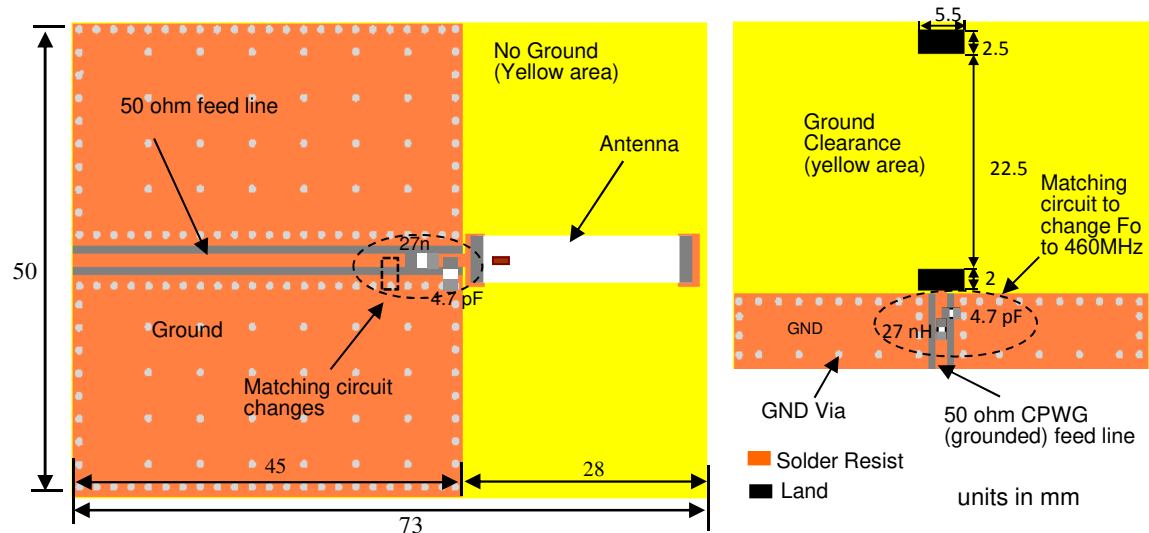 No Ground
(Yellow area)
50 ohm feed line
Antenna
27n
4.7 pF
50
Ground
Matching circuit
changes
45
28
73
5.5
2.5
Ground
Clearance
(yellow area)
22.5
Matching
circuit to
change Fo
to 460MHz
2
GND
27 nH
4.7 pF
GND Via
50 ohm CPWG
(grounded) feed line
Solder Resist
Land
units in mm